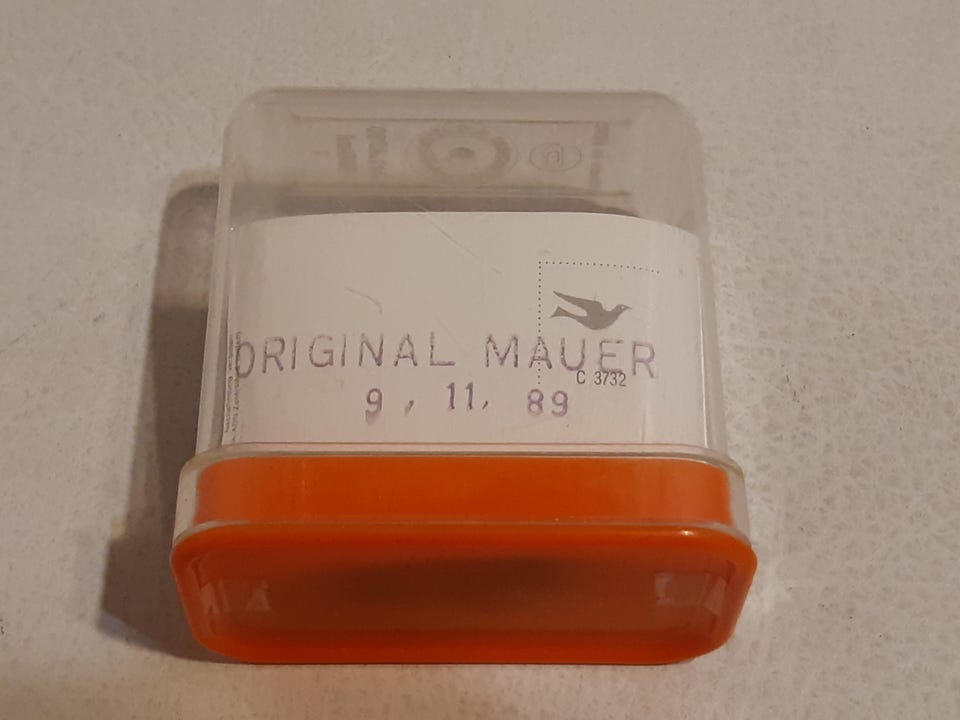 ORIGINAL MAUER
C 3732
9. 11. 89